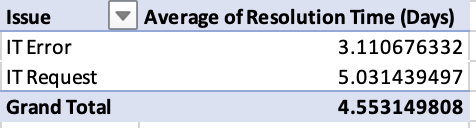 Issue Average of Resolution Time (Days)
IT Error 3.110676332
IT Request 5.031439497
Grand Total 4.553149808